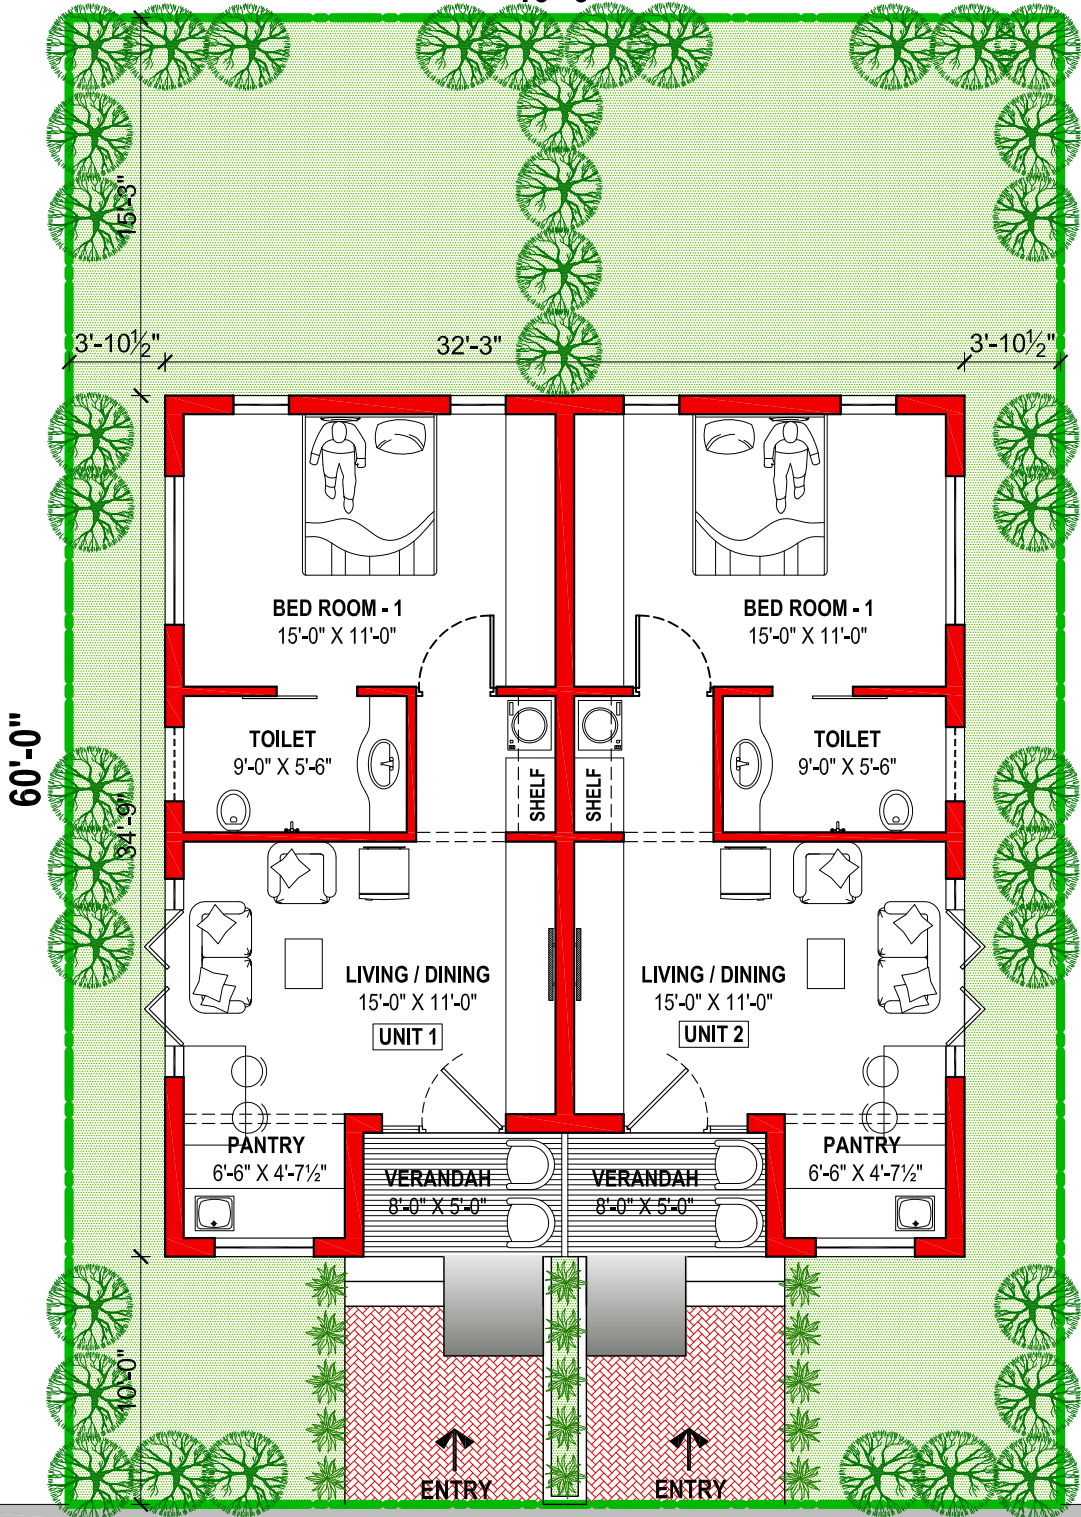 15'-3"
3'-10½"
32'-3"
3'-10½"
BED ROOM - 1
15'-0" X 11'-0"
BED ROOM - 1
15'-0" X 11'-0"
60'-0"
TOILET
9'-0" X 5'-6"
SHELF
SHELF
TOILET
9'-0" X 5'-6"
34'-9"
LIVING / DINING
15'-0" X 11'-0"
UNIT 1
LIVING / DINING
15'-0" X 11'-0"
UNIT 2
PANTRY
6'-6" X 4'-7½"
VERANDAH
8'-0" X 5'-0"
VERANDAH
8'-0" X 5'-0"
PANTRY
6'-6" X 4'-7½"
10'-0"
ENTRY
ENTRY